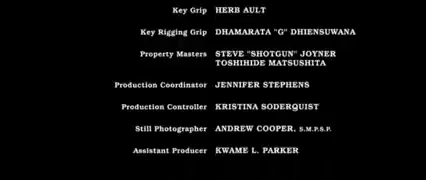 Key Grip HERB AULT
Key Rigging Grip DHAMARATA "G" DHIENSUWANA
Property Masters STEVE "SHOTGUN" JOYNER
TOSHIHIDE MATSUSHITA
Production Coordinator JENNIFER STEPHENS
Production Controller KRISTINA SODERQUIST
Still Photographer ANDREW COOPER, S.M.P.S.P.
Assistant Producer KWAME L. PARKER